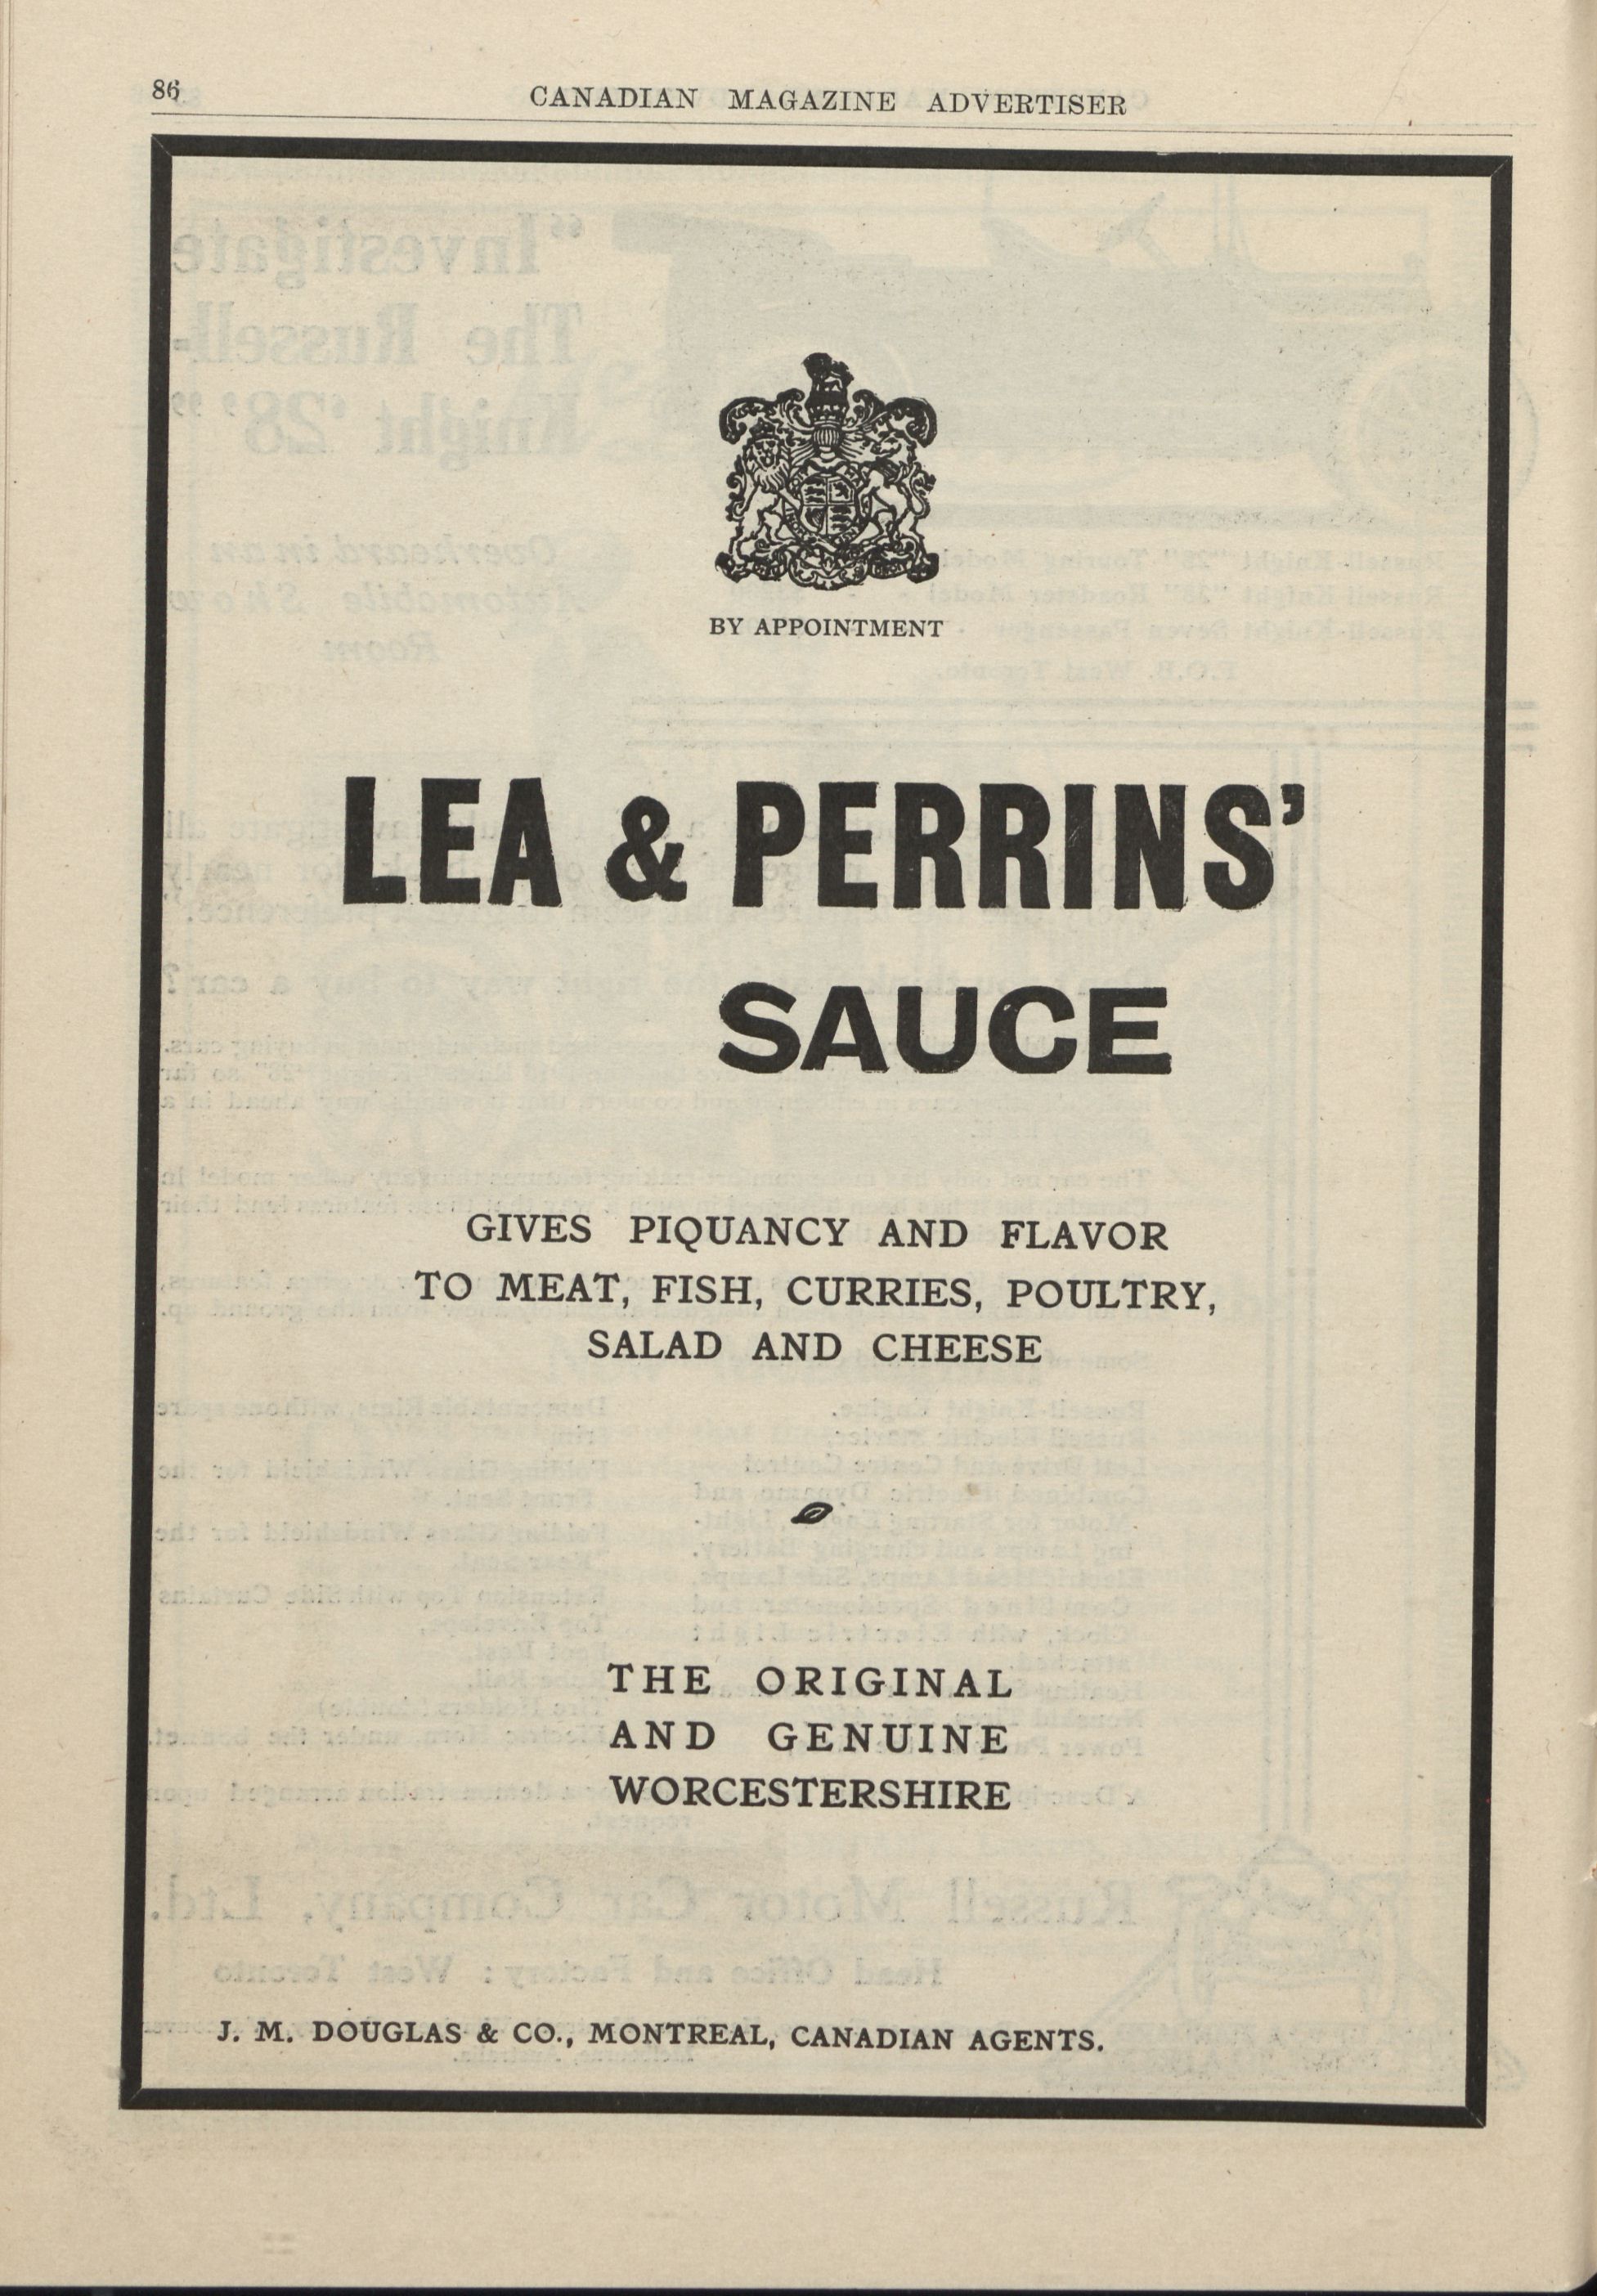 86
CANADIAN MAGAZINE ADVERTISER
BY APPOINTMENT
LEA & PERRINS’
SAUCE
GIVES PIQUANCY AND FLAVOR
TO MEAT, FISH, CURRIES, POULTRY,
SALAD AND CHEESE
THE ORIGINAL
AND GENUINE
WORCESTERSHIRE
J. M. DOUGLAS & CO., MONTREAL, CANADIAN AGENTS.